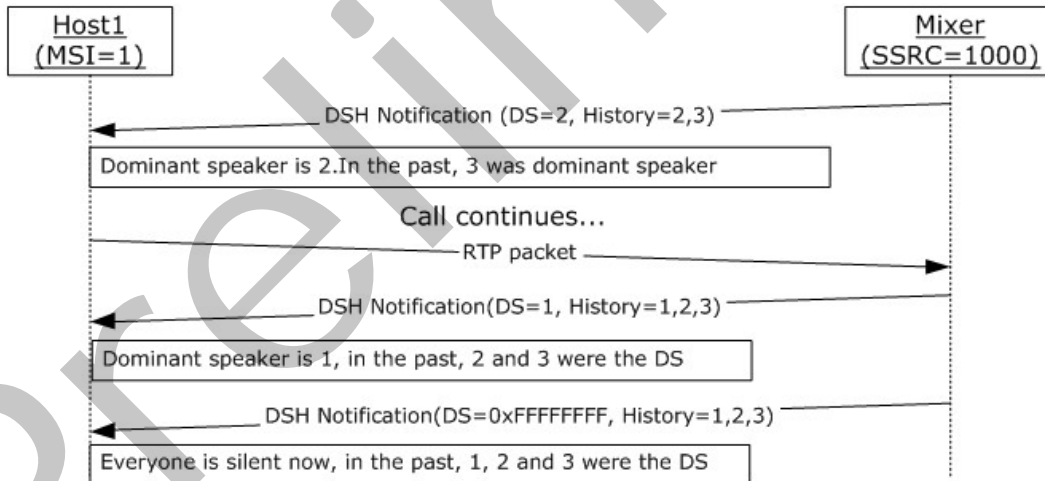 Host1
(MSI=1)
Mixer
(SSRC=1000)
DSH Notification (DS=2, History=2,3)
Dominant speaker is 2.In the past, 3 was dominant speaker
Call continues...
RTP packet
DSH Notification(DS=1, History=1,2,3)
Dominant speaker is 1, in the past, 2 and 3 were the DS
DSH Notification(DS=0xFFFFFFFF, History=1,2,3)
Everyone is silent now, in the past, 1, 2 and 3 were the DS
Prelin